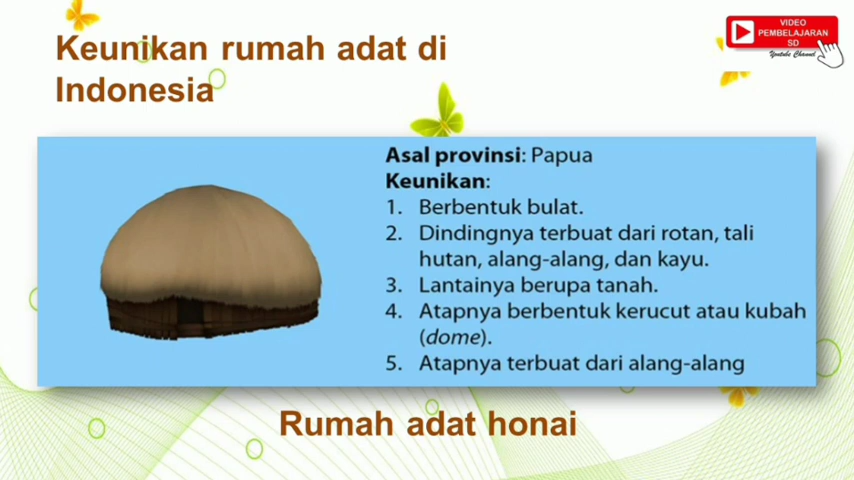 Keunikan rumah adat di
Indonesia
VIDEO
PEMBELAJARAN
SD
Youtube Channel
Asal provinsi: Papua
Keunikan:
1. Berbentuk bulat.
2. Dindingnya terbuat dari rotan, tali
hutan, alang-alang, dan kayu.
3. Lantainya berupa tanah.
4. Atapnya berbentuk kerucut atau kubah
(dome).
5. Atapnya terbuat dari alang-alang
Rumah adat honai